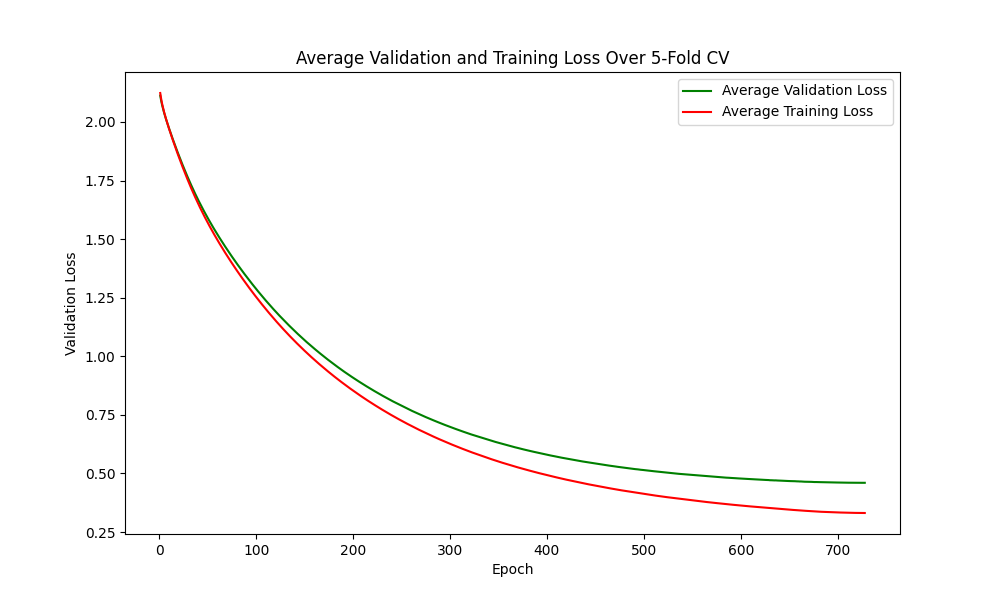 Average Validation and Training Loss Over 5-Fold CV
Average Validation Loss
Average Training Loss
Validation Loss
2.00
1.75
1.50
1.25
1.00
0.75
0.50
0.25
0 100 200 300 400 500 600 700
Epoch